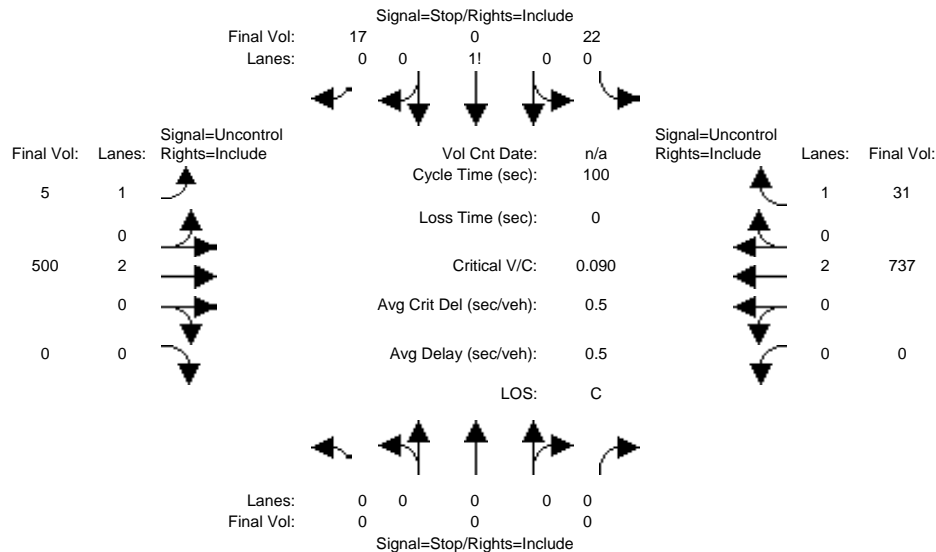 Signal=Stop/Rights=Include
Final Vol: 17 0 22
Lanes: 0 0 1! 0 0
Signal=Uncontrol Signal=Uncontrol
Final Vol: Lanes: Rights=Include Vol Cnt Date: n/a Rights=Include Lanes: Final Vol:
Cycle Time (sec): 100
5 1 1 31
Loss Time (sec): 0
0 0
500 2 Critical V/C: 0.090 2 737
0 Avg Crit Del (sec/veh): 0.5 0
0 0 Avg Delay (sec/veh): 0.5 0 0
LOS: C
Lanes: 0 0 0 0 0
Final Vol: 0 0 0
Signal=Stop/Rights=Include